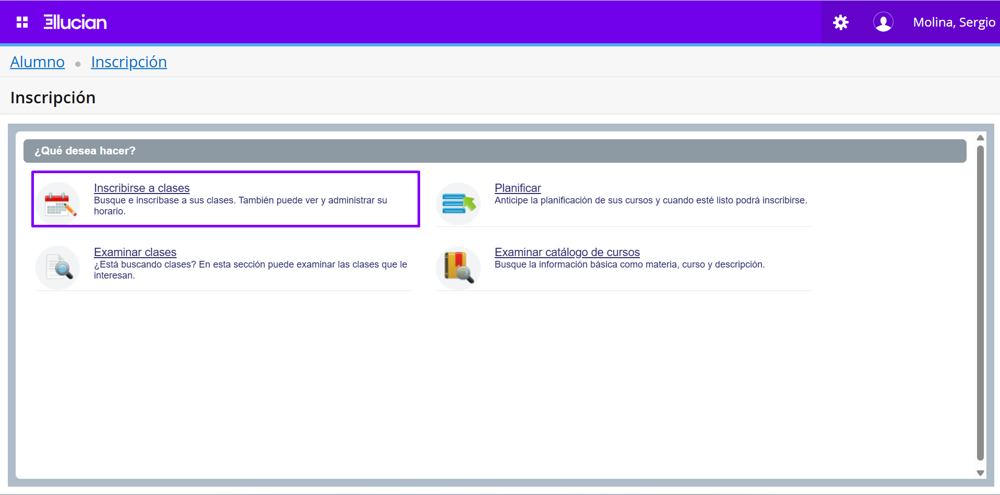 Ellucian
Molina, Sergio
Alumno
Inscripción
Inscripción
¿Qué desea hacer?
Inscribirse a clases
Busque e inscríbase a sus clases. También puede ver y administrar su
horario.
Planificar
Anticipe la planificación de sus cursos y cuando esté listo podrá inscribirse.
Examinar clases
¿Está buscando clases? En esta sección puede examinar las clases que le
interesan.
Examinar catálogo de cursos
Busque la información básica como materia, curso y descripción.